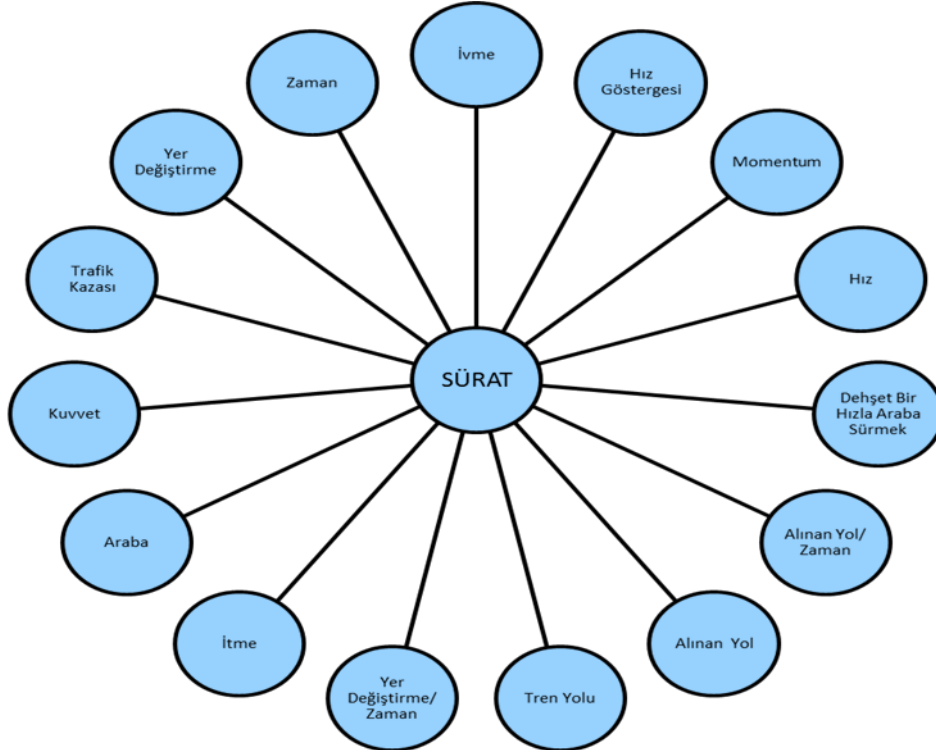 İvme
Hız
Göstergesi
Zaman
Yer
Değiştirme
Momentum
Trafik
Kazası
Hız
SÜRAT
Kuvvet
Dehşet Bir
Hızla Araba
Sürmek
Araba
Alınan Yol/
Zaman
İtme
Alınan Yol
Yer
Değiştirme/
Zaman
Tren Yolu